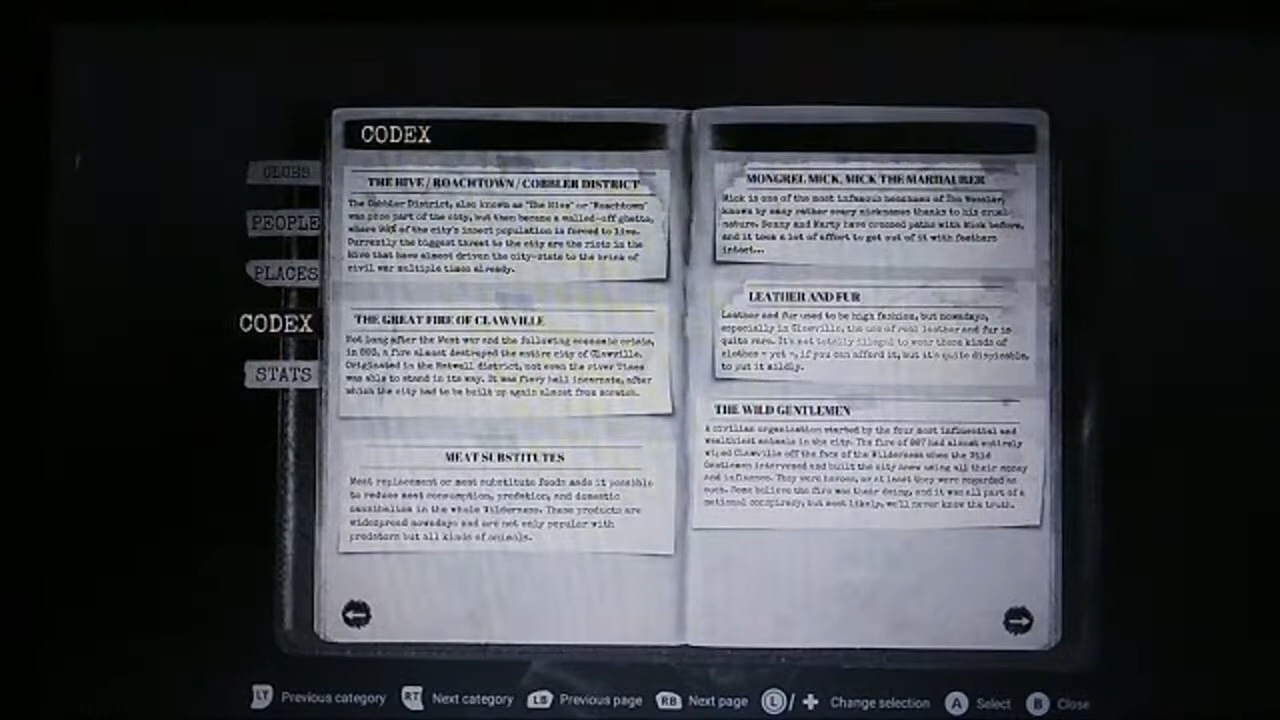 CODEX
CLUES
PEOPLE
PLACES
CODEX
STATS
THE HIVE / ROACHTOWN / COBBLER DISTRICT
The Cobbler District, also known as "The Hive" or "Roachtown"
was once part of the city, but then became a walled-off ghetto,
where 90% of the city's insect population is forced to live.
Currently the biggest threat to the city are the riots in the
hive that have almost driven the city-state to the brink of
civil war multiple times already.
THE GREAT FIRE OF CLAWVILLE
Not long after the Meat war and the following economic crisis,
in a fire almost destroyed the entire city of Clawville.
Originated in the district, not even the river
was able to stand in its way. It was fiery hell incarnate, after
which the city had to be built up again almost from scratch.
MEAT SUBSTITUTES
Meat replacement or meat substitute foods made it possible
to reduce meat consumption, predation, and domestic
cannibalism in the whole Wilderness. These products are
widespread nowadays and are not only popular with
predators but all kinds of animals.
MONGREL MICK, MICK THE
Mick is one of the most infamous henchmen of The Weasler,
known by many rather scary nicknames thanks to his cruel
nature. Sonny and Marty have crossed paths with Mick before,
and it took a lot of effort to get out of it with feathers
intact...
LEATHER AND FUR
Leather and fur used to be high fashion, but nowadays,
especially in Clawville, the use of real leather and fur is
quite rare. It's not totally illegal to wear those kinds of
clothes - yet -, if you can afford it, but it's quite
to put it mildly.
THE WILD GENTLEMEN
A civilian organisation started by the four most influential and
wealthiest animals in the city. The fire of had almost entirely
wiped Clawville off the face of the Wilderness when the Wild
Gentlemen intervened and built the city anew using all their money
and influence. They were heroes, or at least they were regarded as
such. Some believe the fire was their doing, and it was all part of a
national conspiracy, but most likely, we'll never know the truth.
LT Previous category RT Next category LB Previous page RB Next page L / Change selection A Select B Close